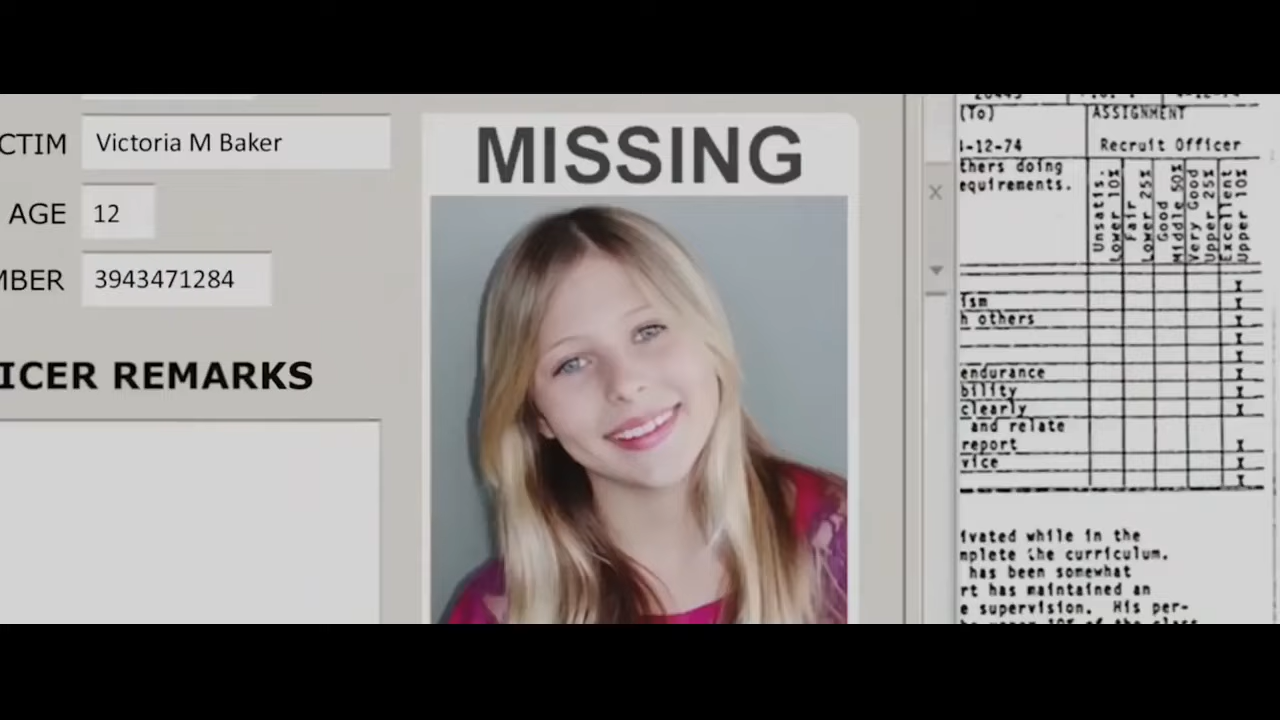 CTIM
Victoria M Baker
AGE
12
MBER
3943471284
ICER REMARKS
MISSING
X
(To)
ASSIGNMENT
-12-74
Recruit Officer
thers doing
equirements.
Unsatis.
Lower 10%
Fair
Lower 25%
Good
Middle 50%
Very Good
Upper 25%
Excellent
Upper 10%
ism
h others
endurance
bility
clearly
and relate
report
vice
ivated while in the
mplete the curriculum.
has been somewhat
rt has maintained an
e supervision. His per-